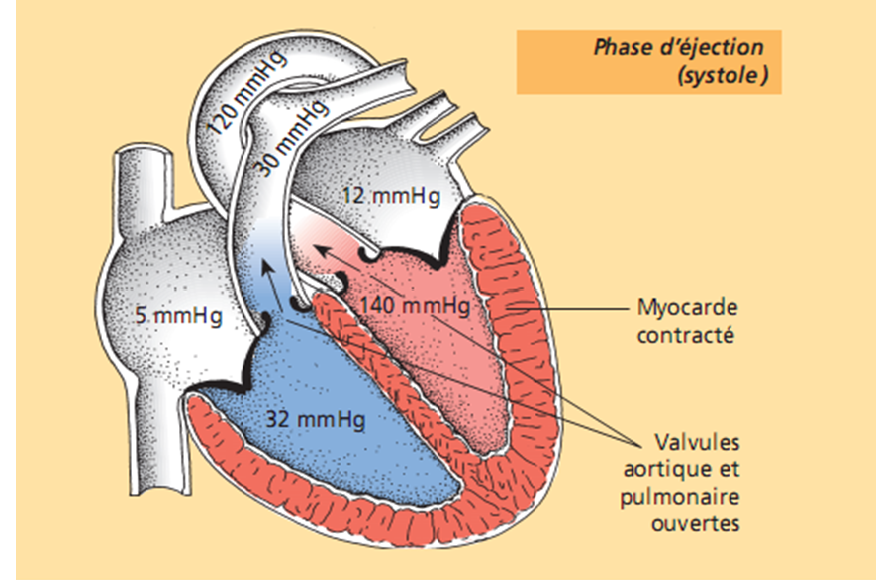 Phase d'éjection
(systole)
120 mmHg
30 mmHg
12 mmHg
5 mmHg
140 mmHg
32 mmHg
Myocarde
contracté
Valvules
aortique et
pulmonaire
ouvertes